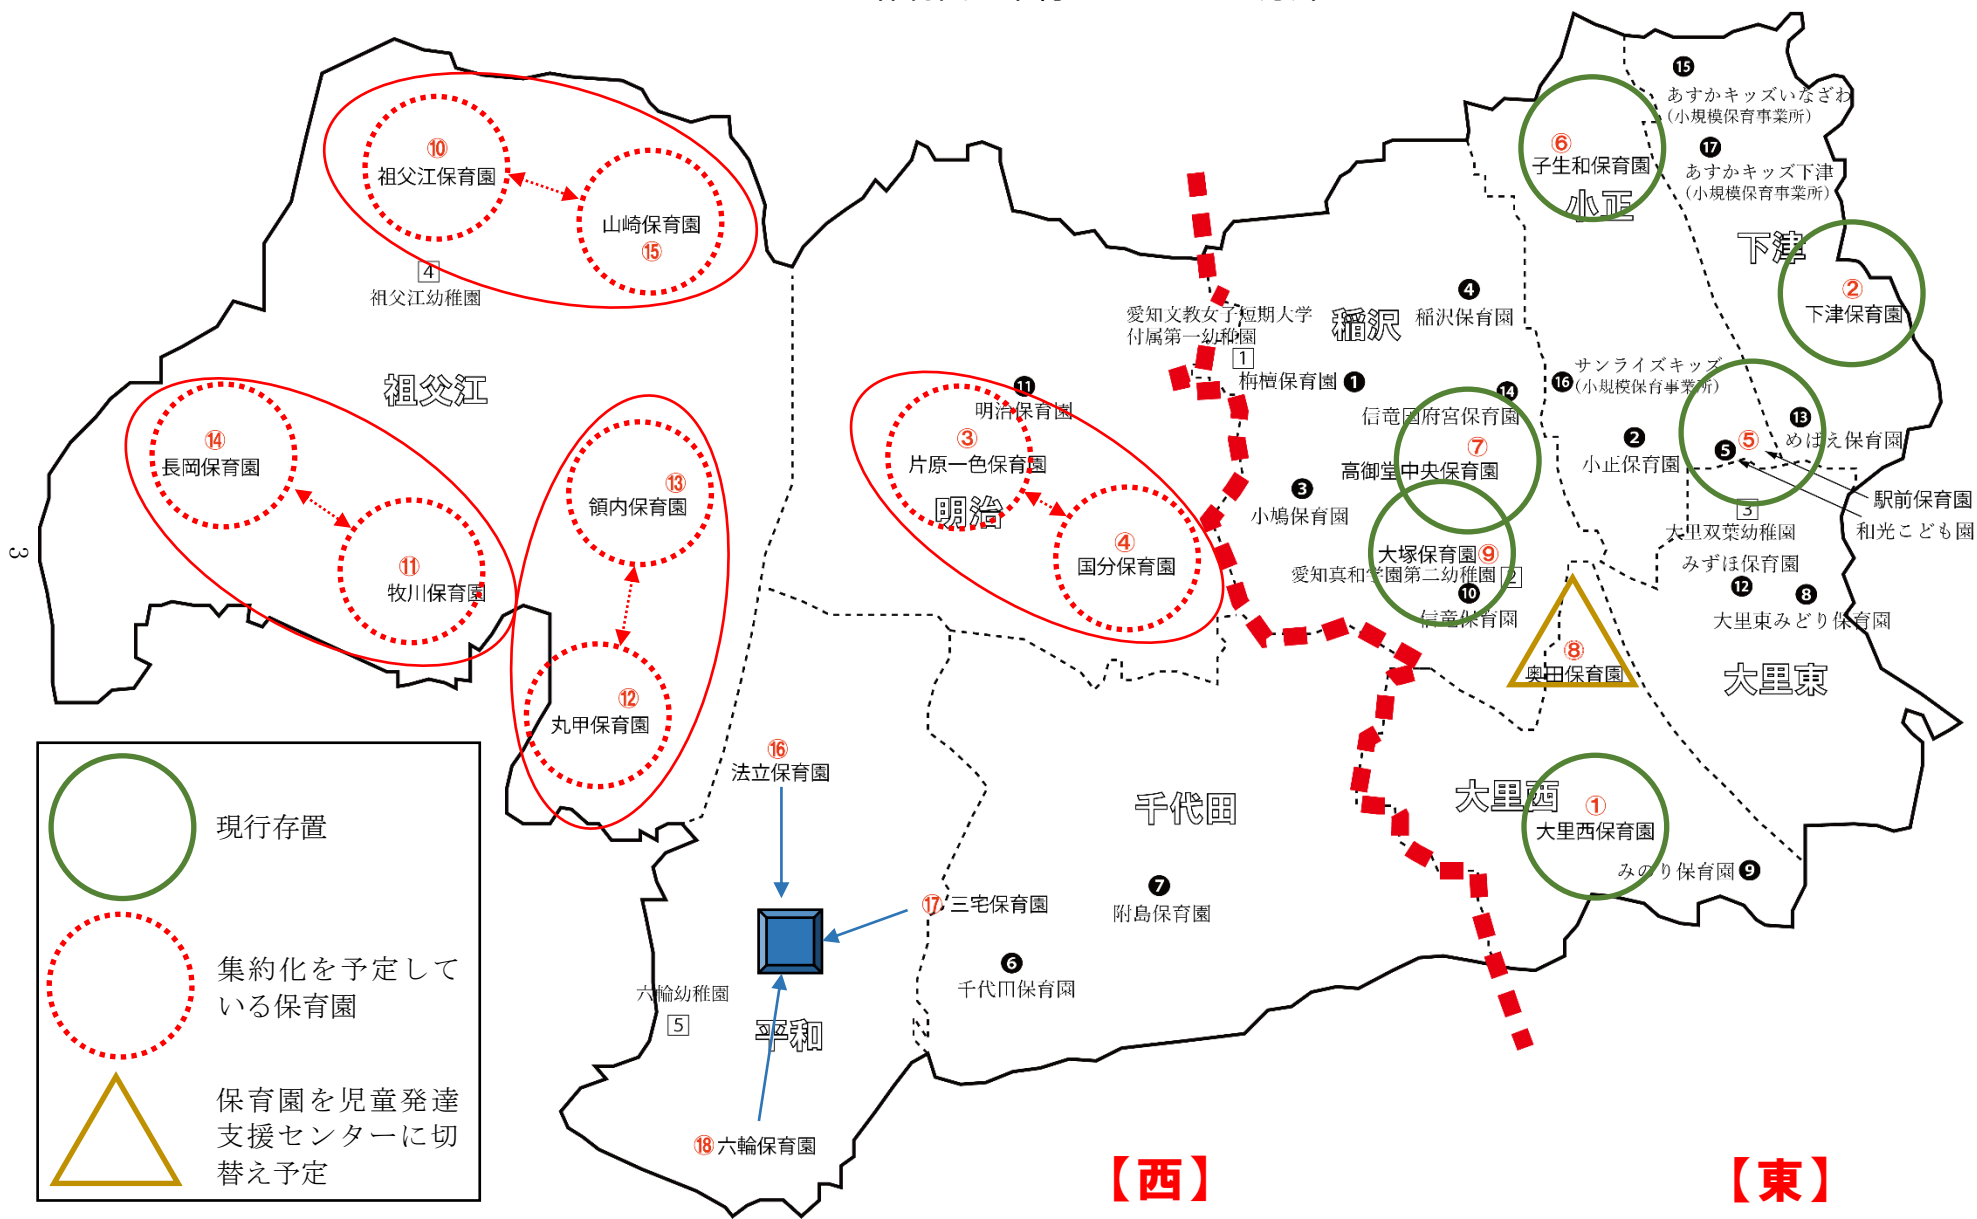 ⑩
祖父江保育園
山崎保育園
⑮
4
祖父江幼稚園
祖父江
⑭
長岡保育園
⑪
牧川保育園
⑬
領内保育園
⑫
丸甲保育園
⓫
明治保育園
③
片原一色保育園
明治
④
国分保育園
愛知文教女子短期大学
付属第一幼稚園
1
稲沢
❹
稲沢保育園
栴檀保育園 ❶
⓮
信竜国府宮保育園
⑦
高御堂中央保育園
❸
小鳩保育園
大塚保育園⑨
愛知真和学園第二幼稚園 2
❿
信竜保育園
⑥
子生和保育園
小正
⓯
あすかキッズいなざわ
(小規模保育事業所)
⓱
あすかキッズ下津
(小規模保育事業所)
下津
②
下津保育園
サンライズキッズ
⓰ (小規模保育事業所)
❷
小正保育園
⓭
めばえ保育園
⑤
❺
駅前保育園
和光こども園
3
大里双葉幼稚園
みずほ保育園
⓬
❽
大里東みどり保育園
大里東
⑧
奥田保育園
大里西
①
大里西保育園
みのり保育園 ❾
千代田
❼
附島保育園
❻
千代田保育園
⑯
法立保育園
⑰ 三宅保育園
六輪幼稚園
5
平和
⑱六輪保育園
現行存置
集約化を予定して
いる保育園
保育園を児童発達
支援センターに切
替え予定
【西】
【東】
3